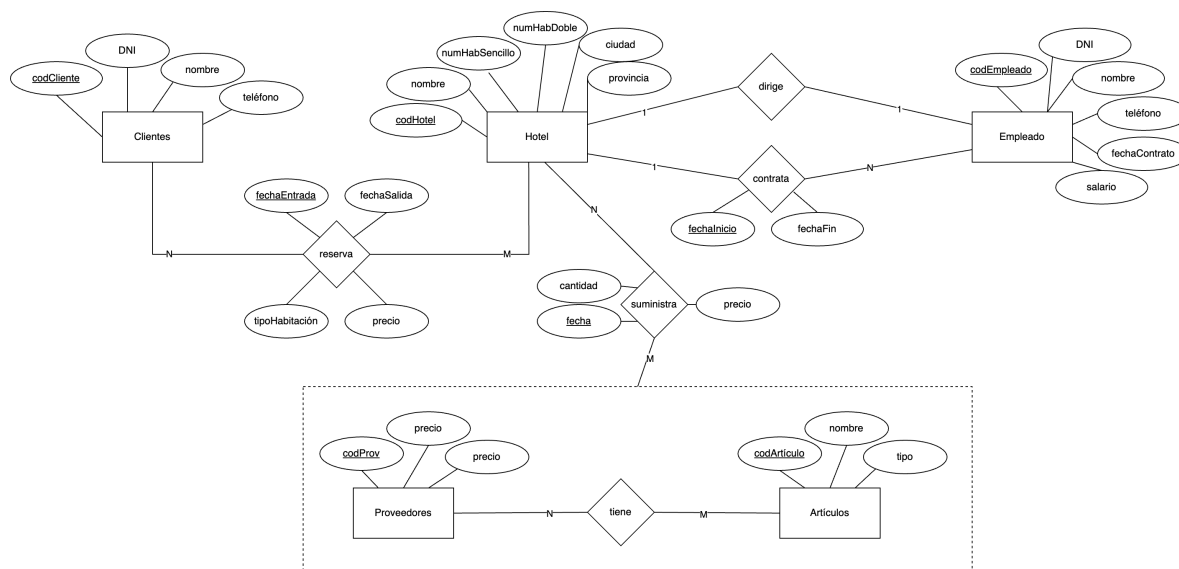 codCliente
DNI
nombre
teléfono
Clientes
nombre
numHabSencillo
numHabDoble
ciudad
provincia
codHotel
Hotel
dirige
1
1
codEmpleado
DNI
nombre
teléfono
fechaContrato
salario
Empleado
contrata
1
N
fechaInicio
fechaFin
fechaEntrada
fechaSalida
reserva
N
M
tipoHabitación
precio
N
cantidad
fecha
suministra
precio
M
codProv
precio
precio
Proveedores
N
tiene
M
codArtículo
nombre
tipo
Artículos